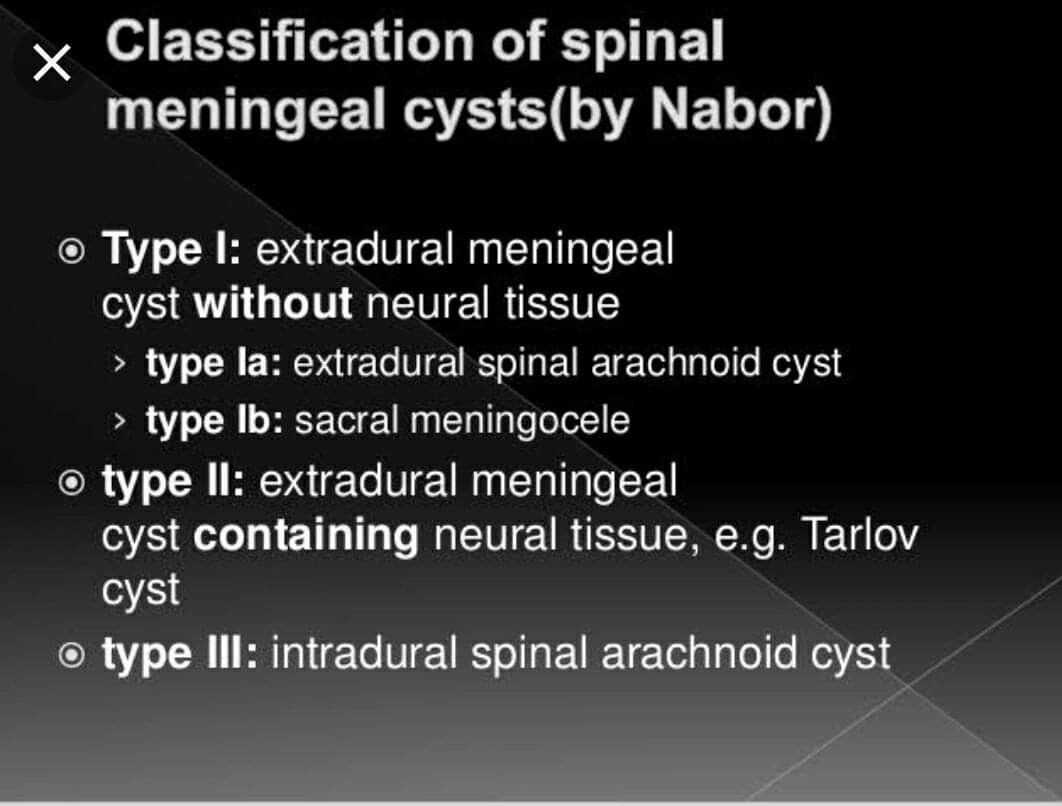 Classification of spinal
meningeal cysts(by Nabor)
Type I: extradural meningeal
cyst without neural tissue
type Ia: extradural spinal arachnoid cyst
type Ib: sacral meningocele
type II: extradural meningeal
cyst containing neural tissue, e.g. Tarlov
cyst
type III: intradural spinal arachnoid cyst